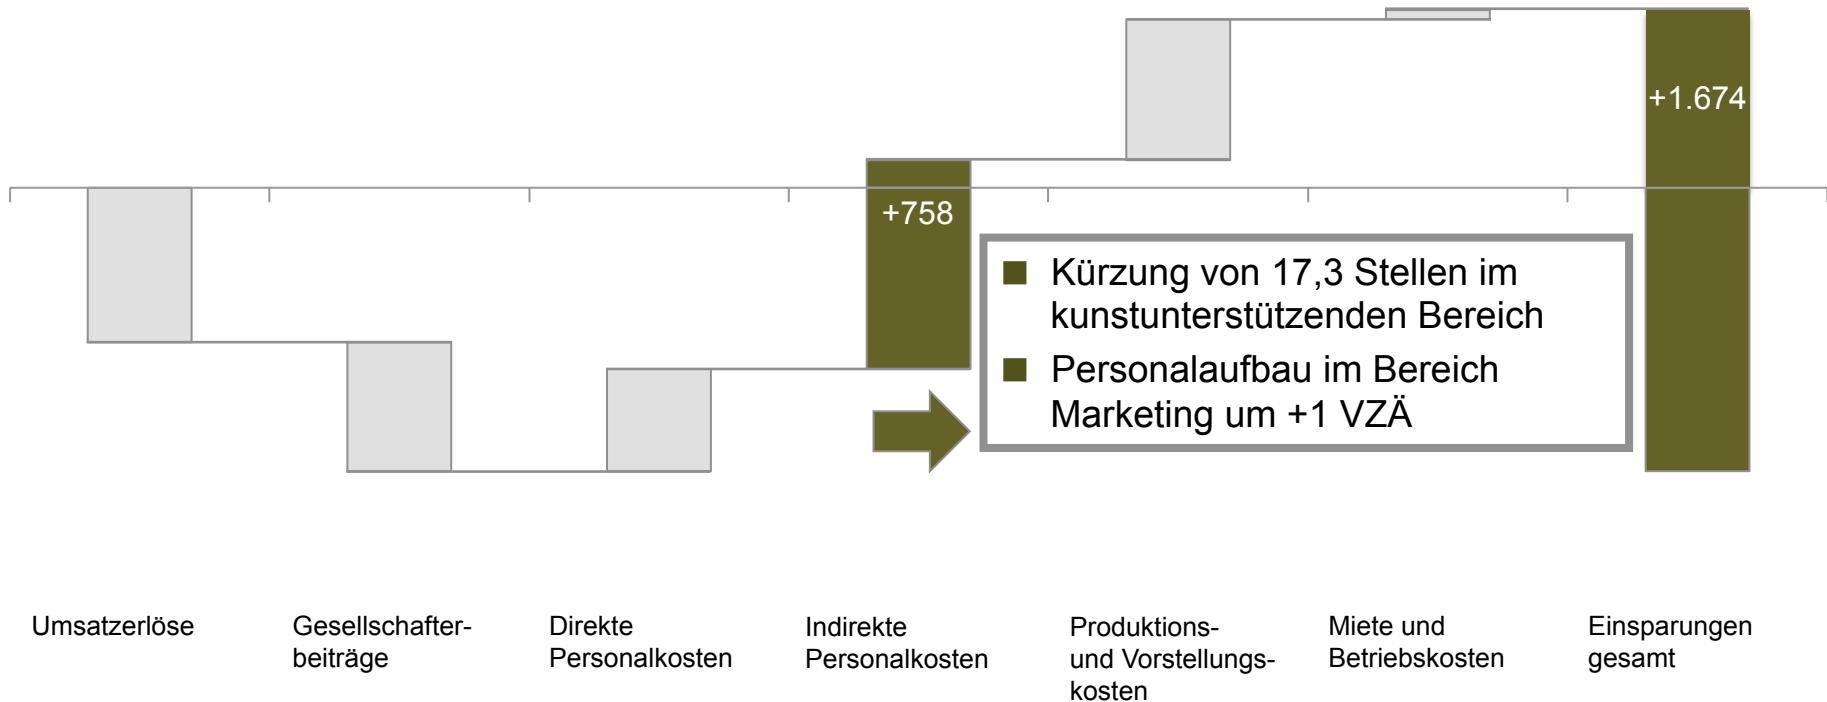 +1.674
+758
Kürzung von 17,3 Stellen im
kunstunterstützenden Bereich
Personalaufbau im Bereich
Marketing um +1 VZÄ
Umsatzerlöse
Gesellschafter-
beiträge
Direkte
Personalkosten
Indirekte
Personalkosten
Produktions-
und Vorstellungs-
kosten
Miete und
Betriebskosten
Einsparungen
gesamt